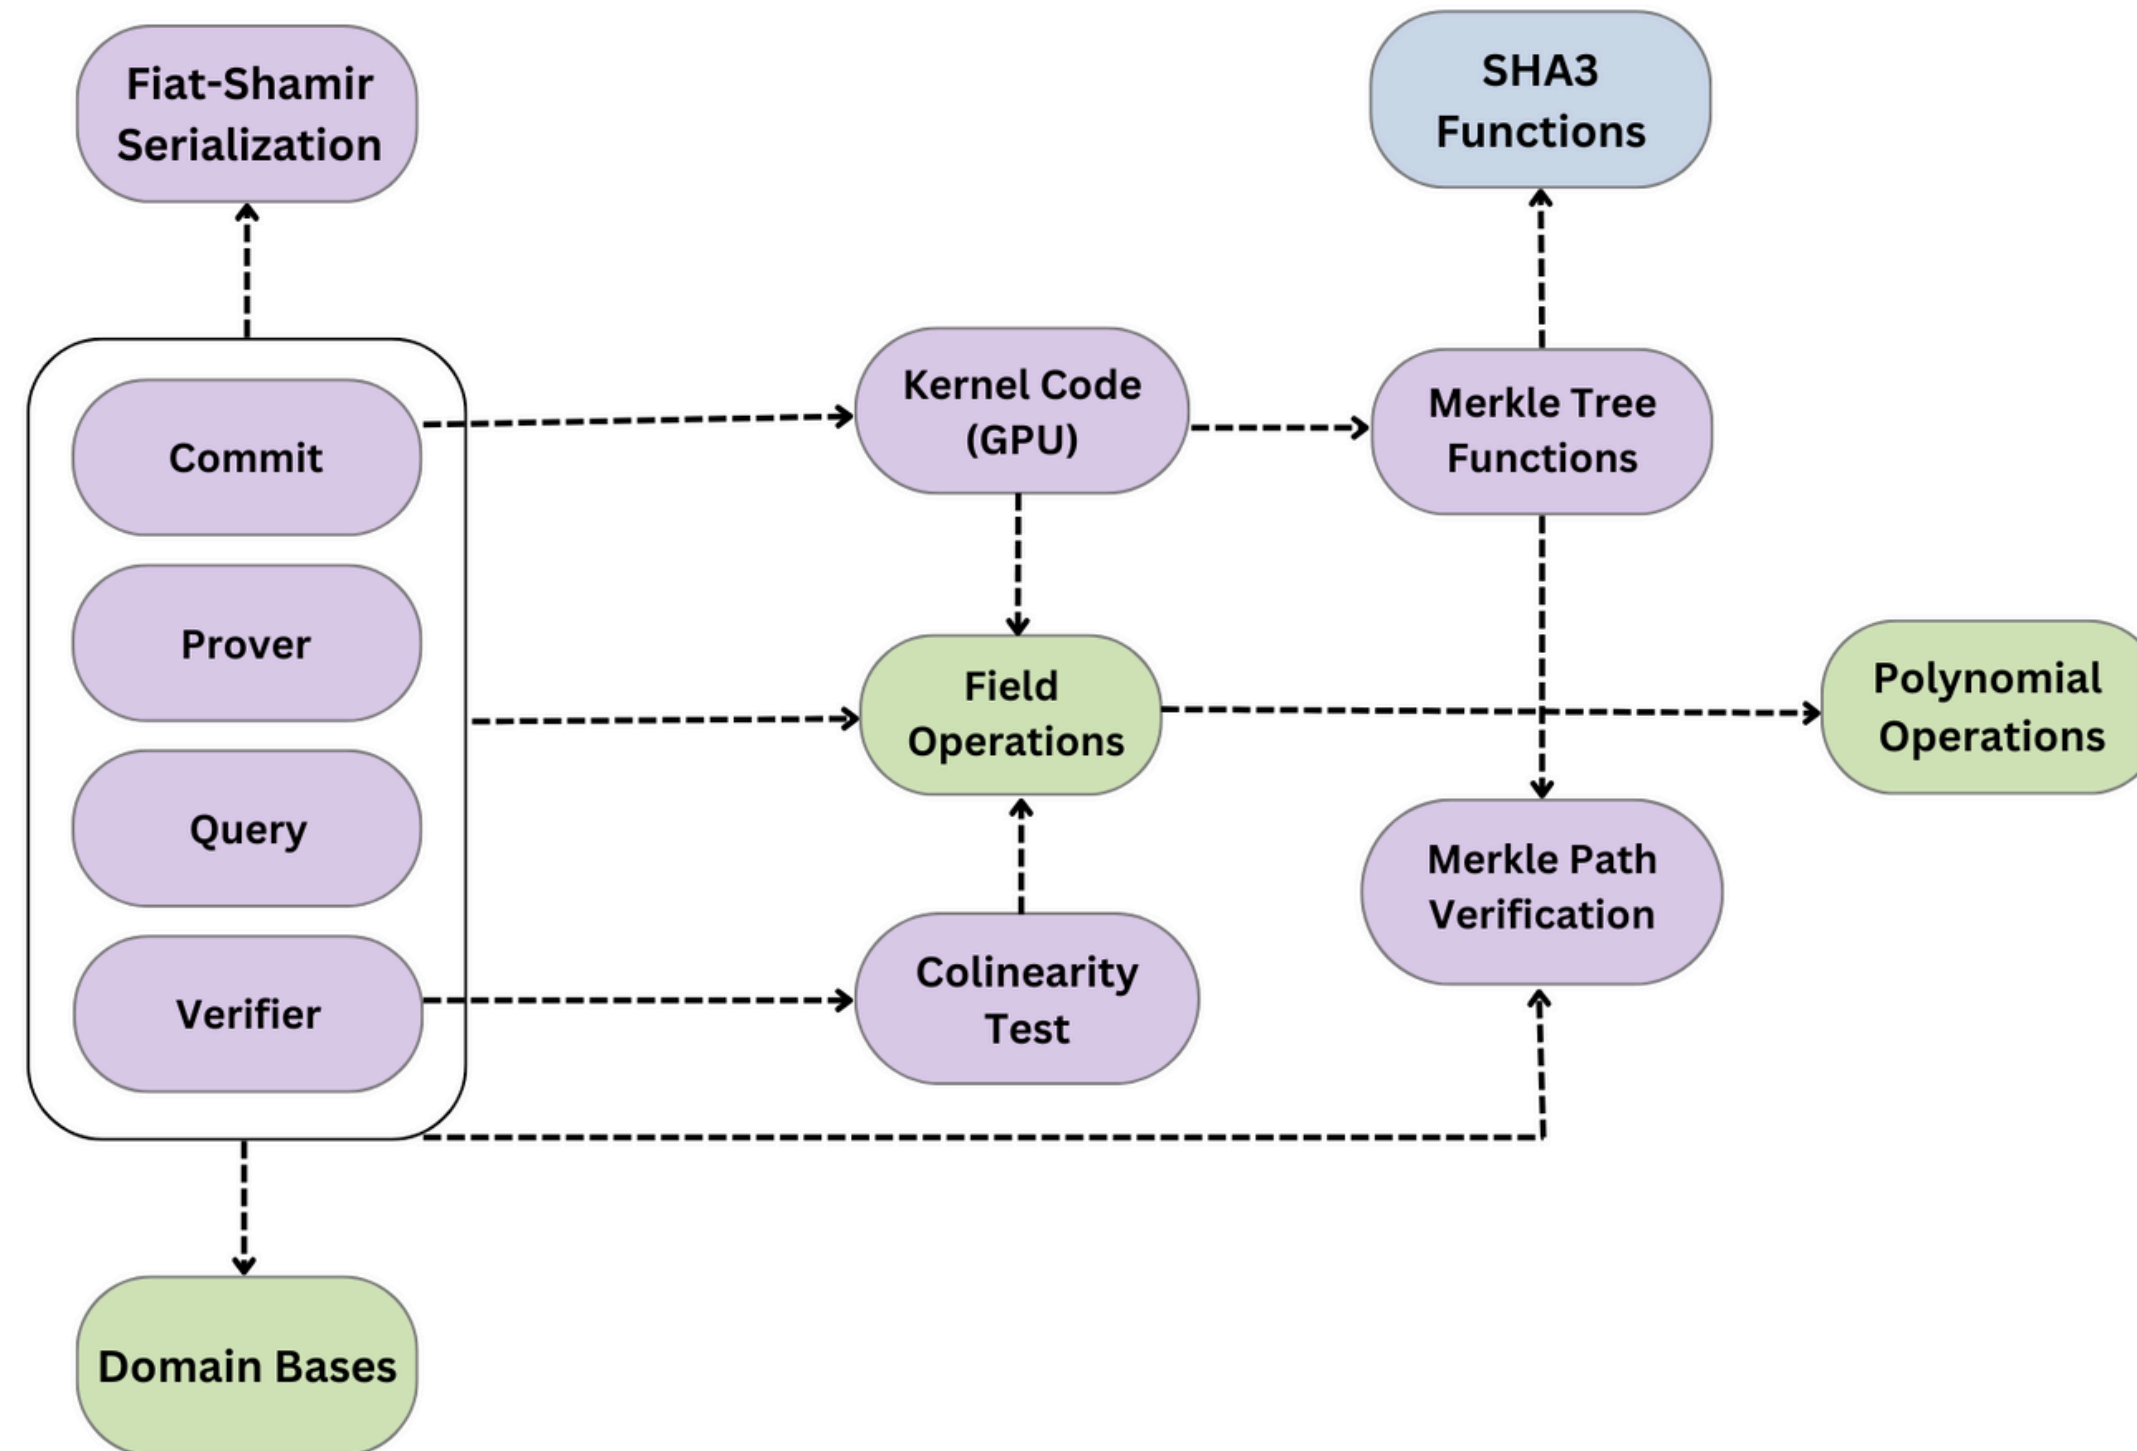 Fiat-Shamir
Serialization
SHA3
Functions
Commit
Kernel Code
(GPU)
Merkle Tree
Functions
Prover
Field
Operations
Polynomial
Operations
Query
Merkle Path
Verification
Verifier
Colinearity
Test
Domain Bases